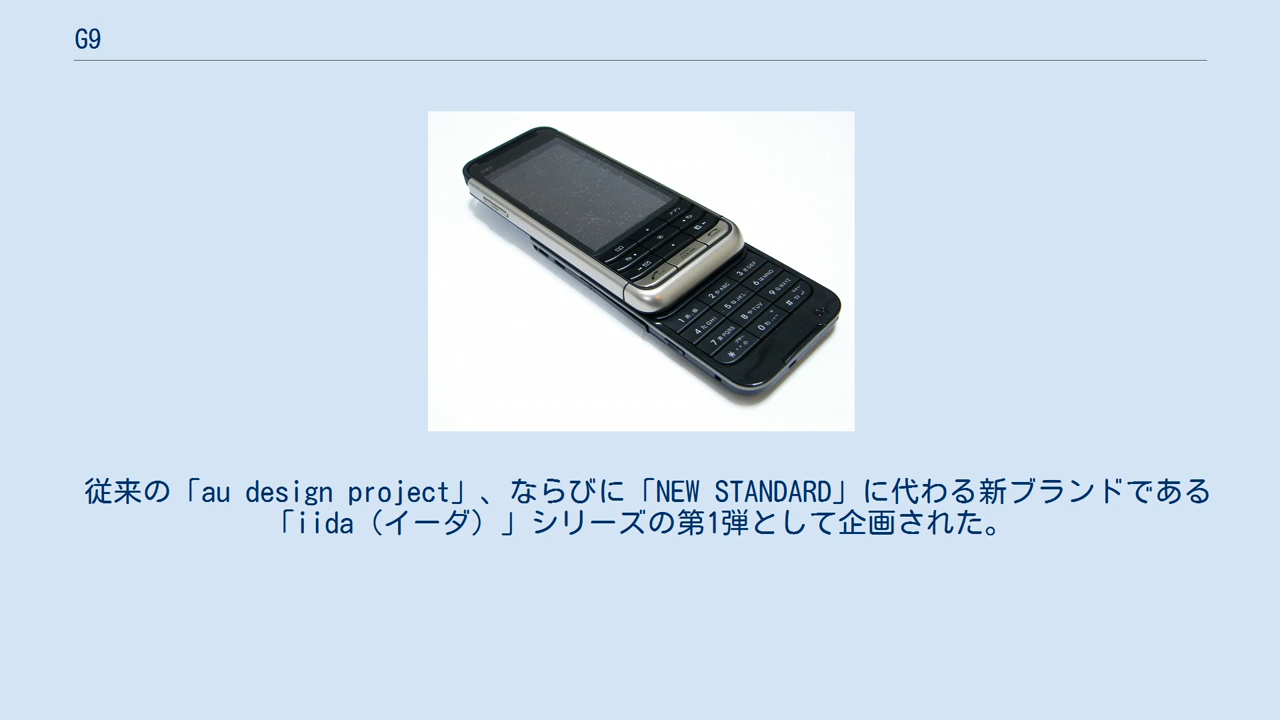 G9
従来の「au design project」、ならびに「NEW STANDARD」に代わる新ブランドである
「iida（イーダ）」シリーズの第1弾として企画された。